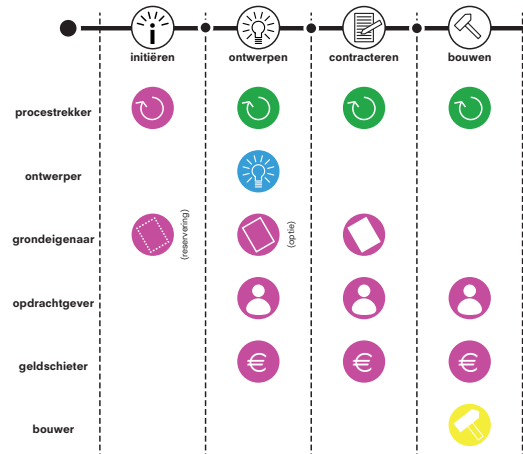 initiëren ontwerpen contracteren bouwen
procestrekker
ontwerper
grondeigenaar (reservering) (optie)
opdrachtgever
geldschieter € € €
bouwer